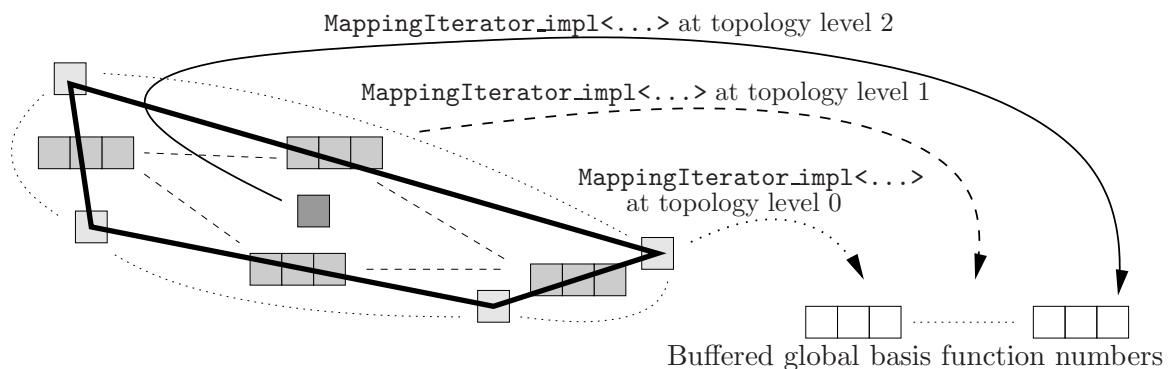 MappingIterator_impl<...> at topology level 2
MappingIterator_impl<...> at topology level 1
MappingIterator_impl<...>
at topology level 0
Buffered global basis function numbers